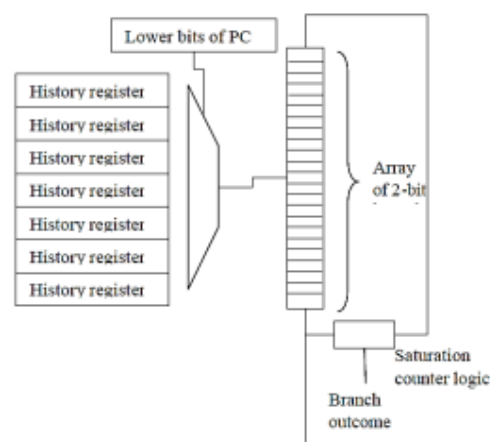 Lower bits of PC
History register
History register
History register
History register
History register
History register
History register
Array
of 2-bit
Saturation
counter logic
Branch
outcome